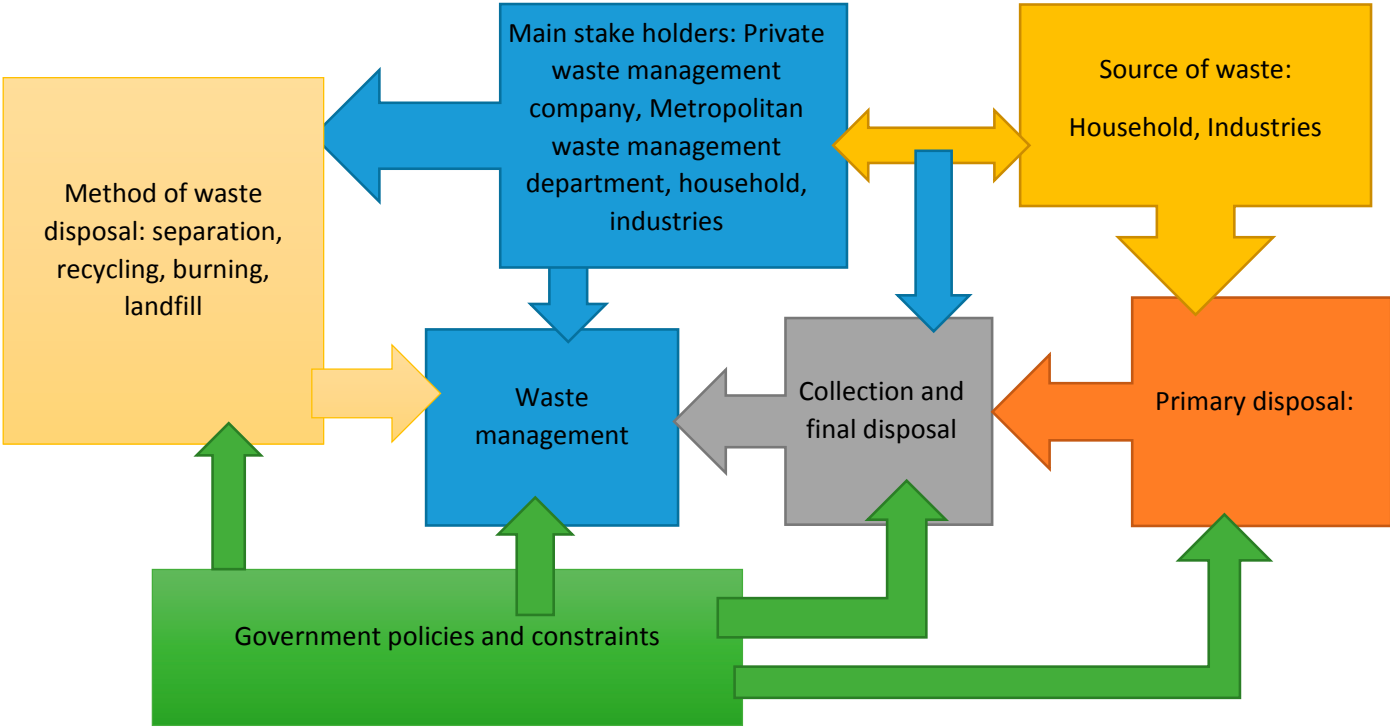 Main stake holders: Private
waste management
company, Metropolitan
waste management
department, household,
industries
Source of waste:
Household, Industries
Method of waste
disposal: separation,
recycling, burning,
landfill
Waste
management
Collection and
final disposal
Primary disposal:
Government policies and constraints